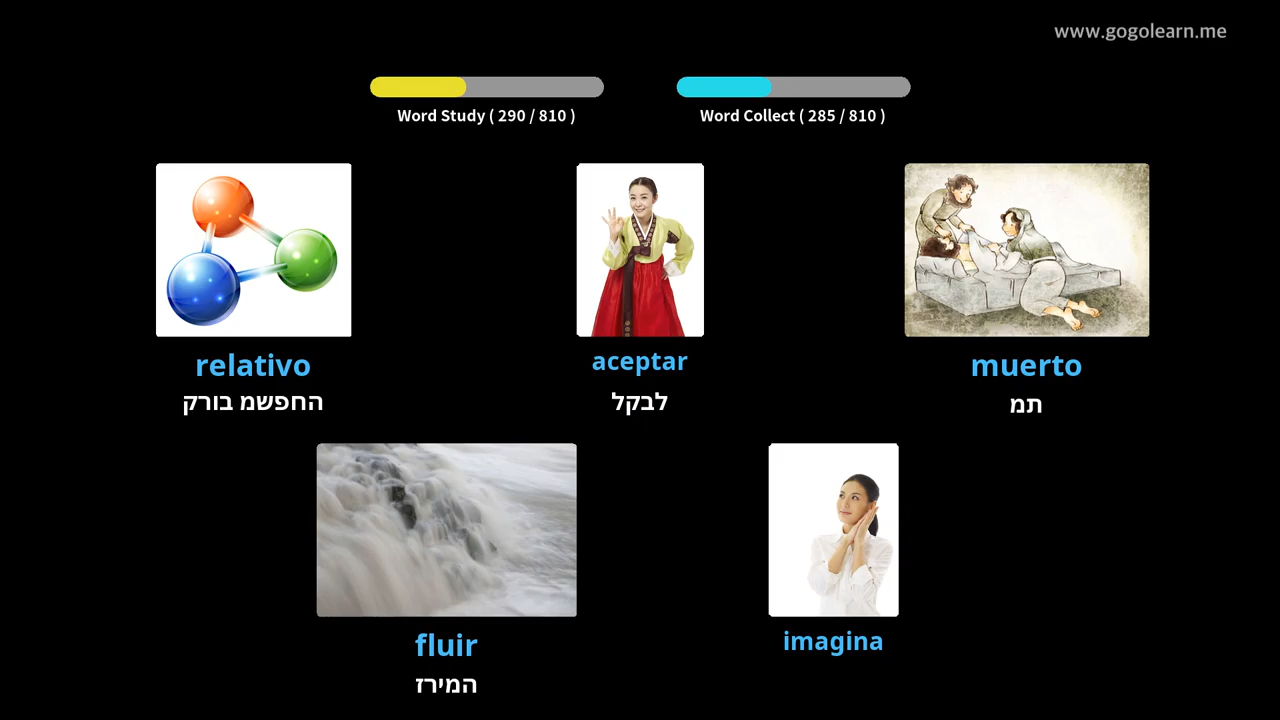 www.gogolearn.me
Word Study ( 290 / 810 )
Word Collect ( 285 / 810 )
relativo
החפשמ בורק
aceptar
לבקל
muerto
תמ
fluir
המירז
imagina